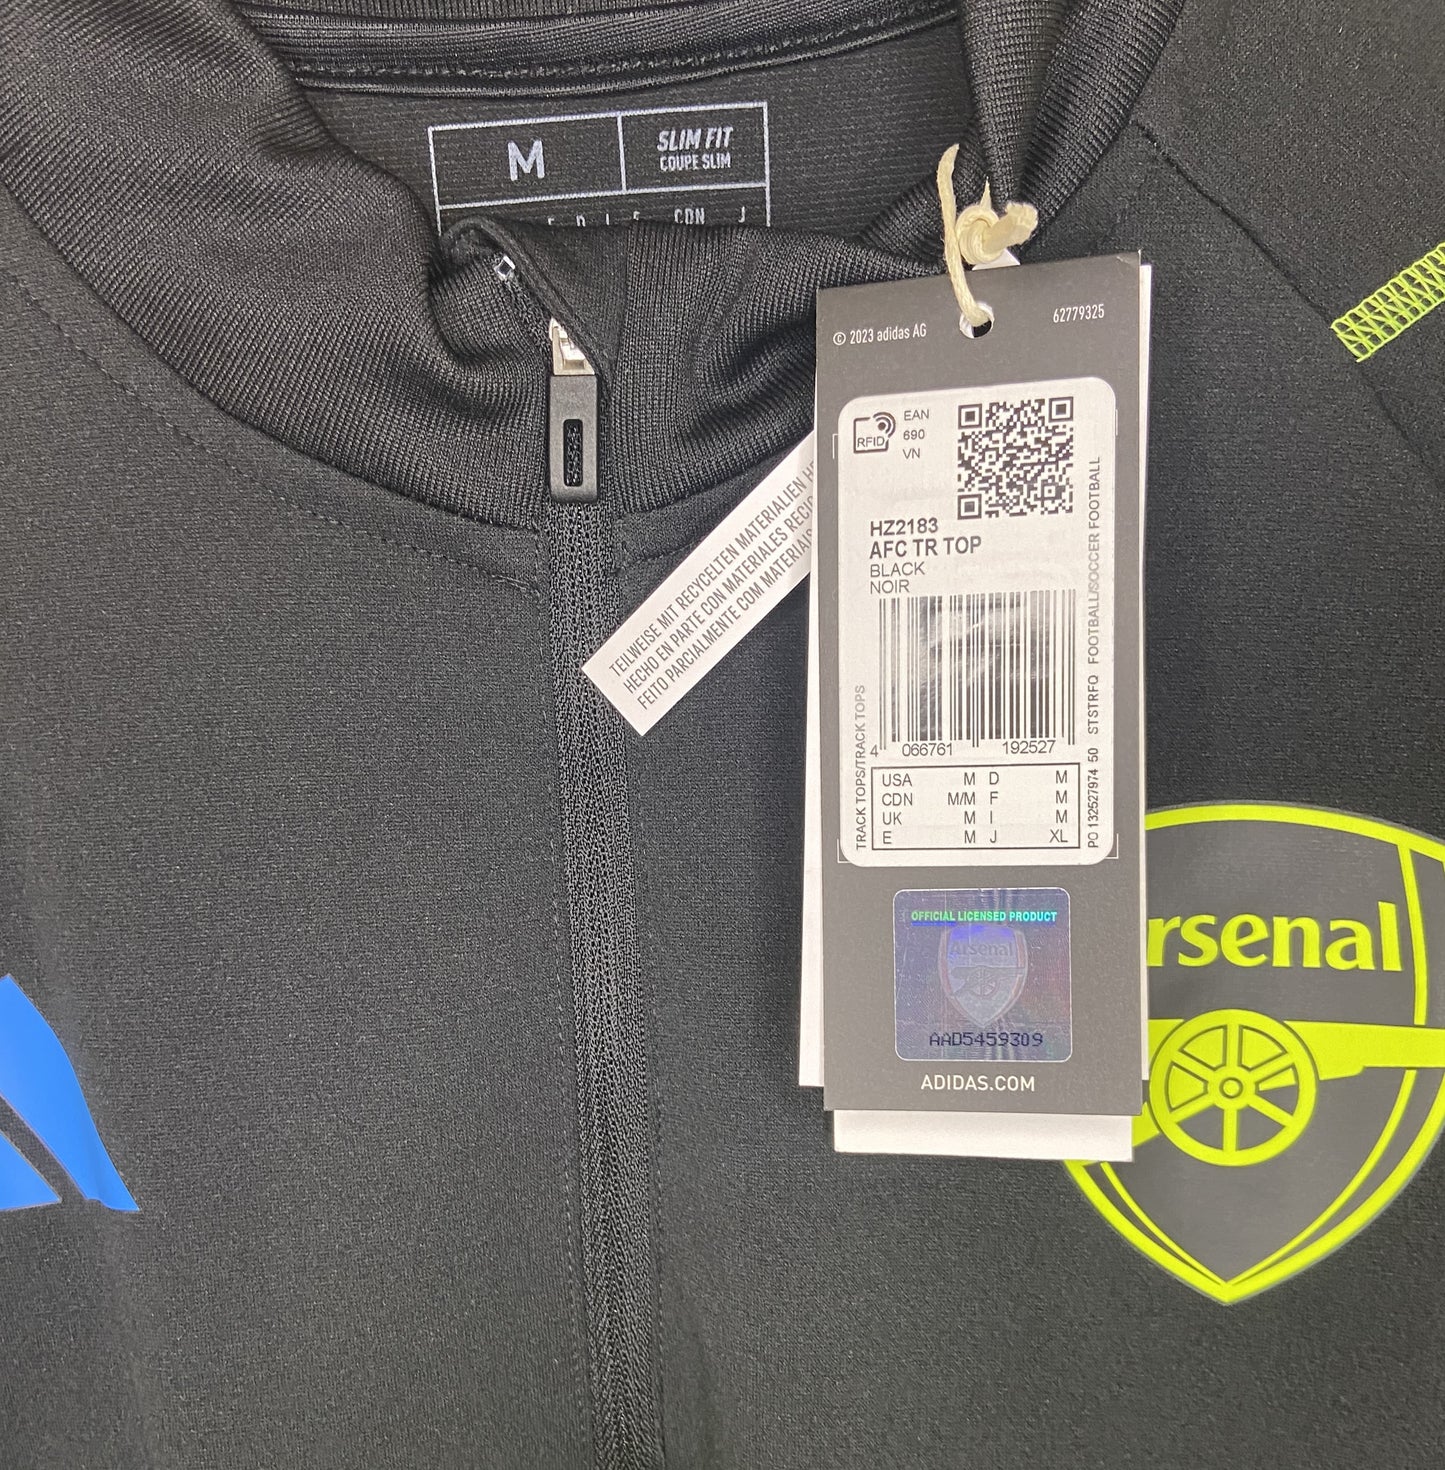 M
SLIM FIT
COUPE SLIM
CDN J
© 2023 adidas AG
62779325
RFID
EAN
690
VN
HZ2183
AFC TR TOP
BLACK
NOIR
4 066761 192527
USA M D M
CDN M/M F M
UK M I M
E M J XL
TRACK TOPS/TRACK TOPS
PO 132527974 50 STSTRFO FOOTBALL/SOCCER FOOTBALL
OFFICIAL LICENSED PRODUCT
Arsenal
AAD5459309
ADIDAS.COM
TEILWEISE MIT RECYCELTEN MATERIALIEN
HECHO EN PARTE CON MATERIALES
FEITO PARCIALMENTE COM
rsenal